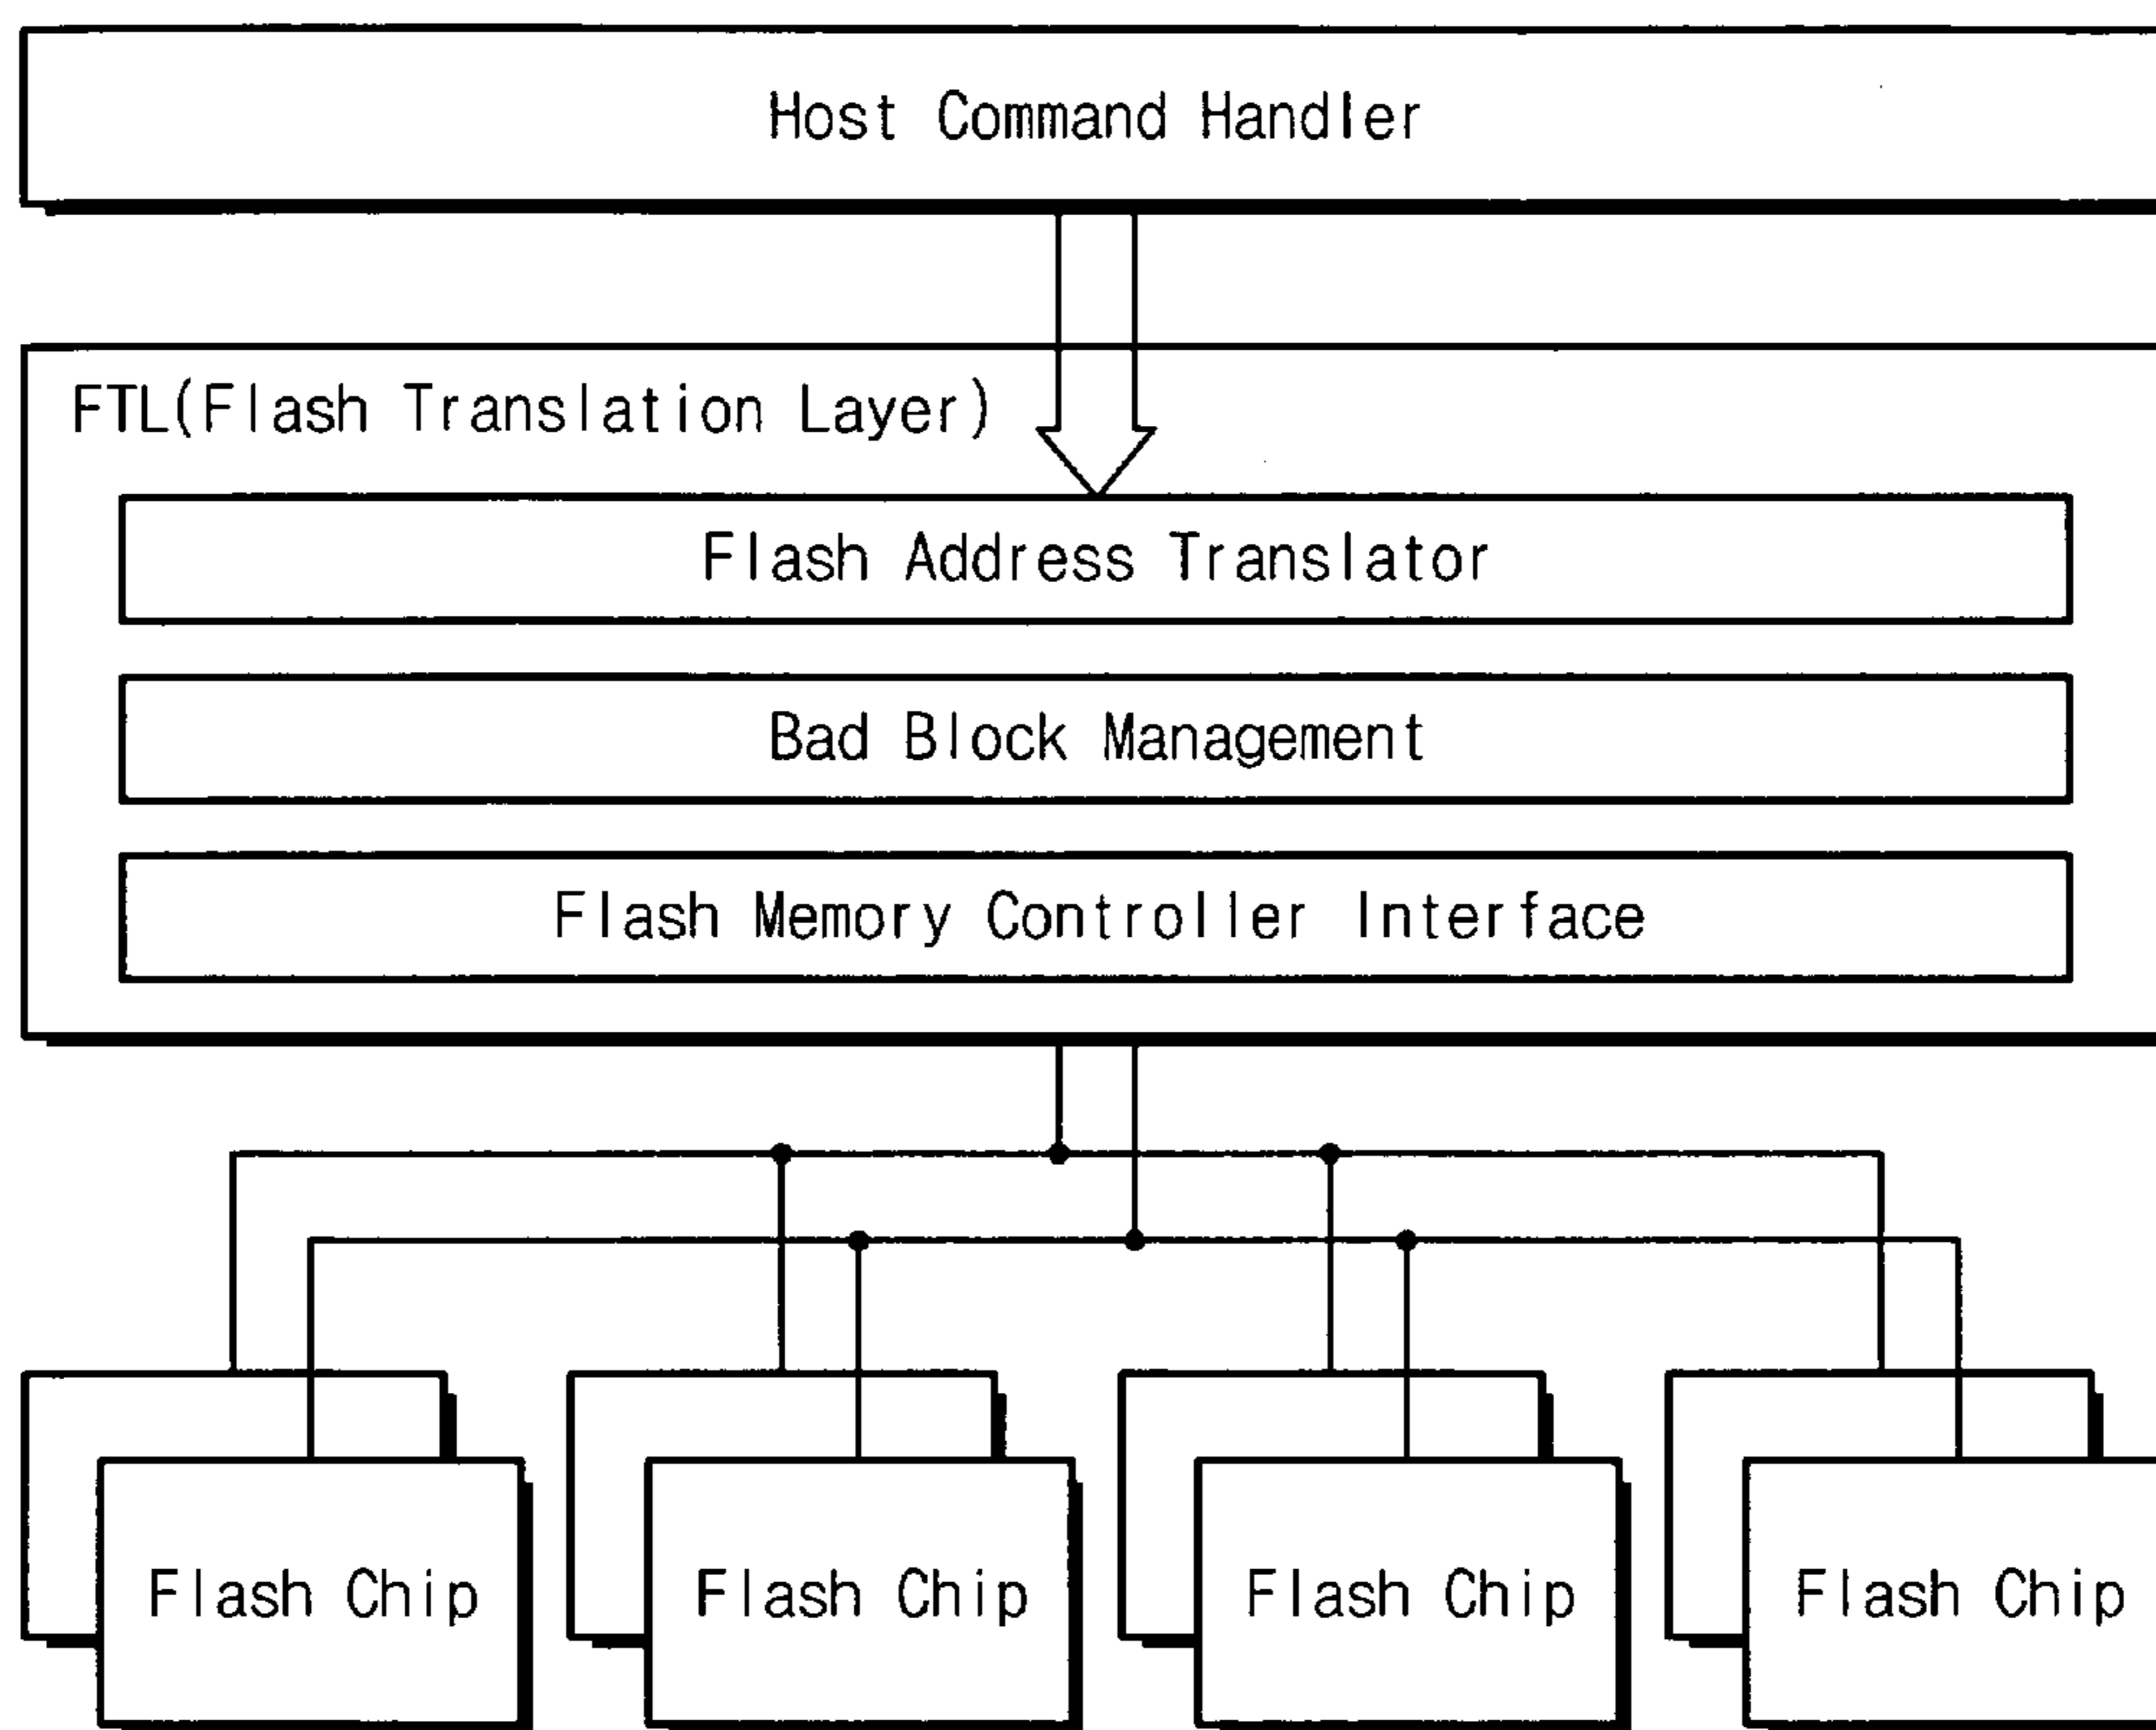 Host Command Handler
FTL(Flash Translation Layer)
Flash Address Translator
Bad Block Management
Flash Memory Controller Interface
Flash Chip
Flash Chip
Flash Chip
Flash Chip